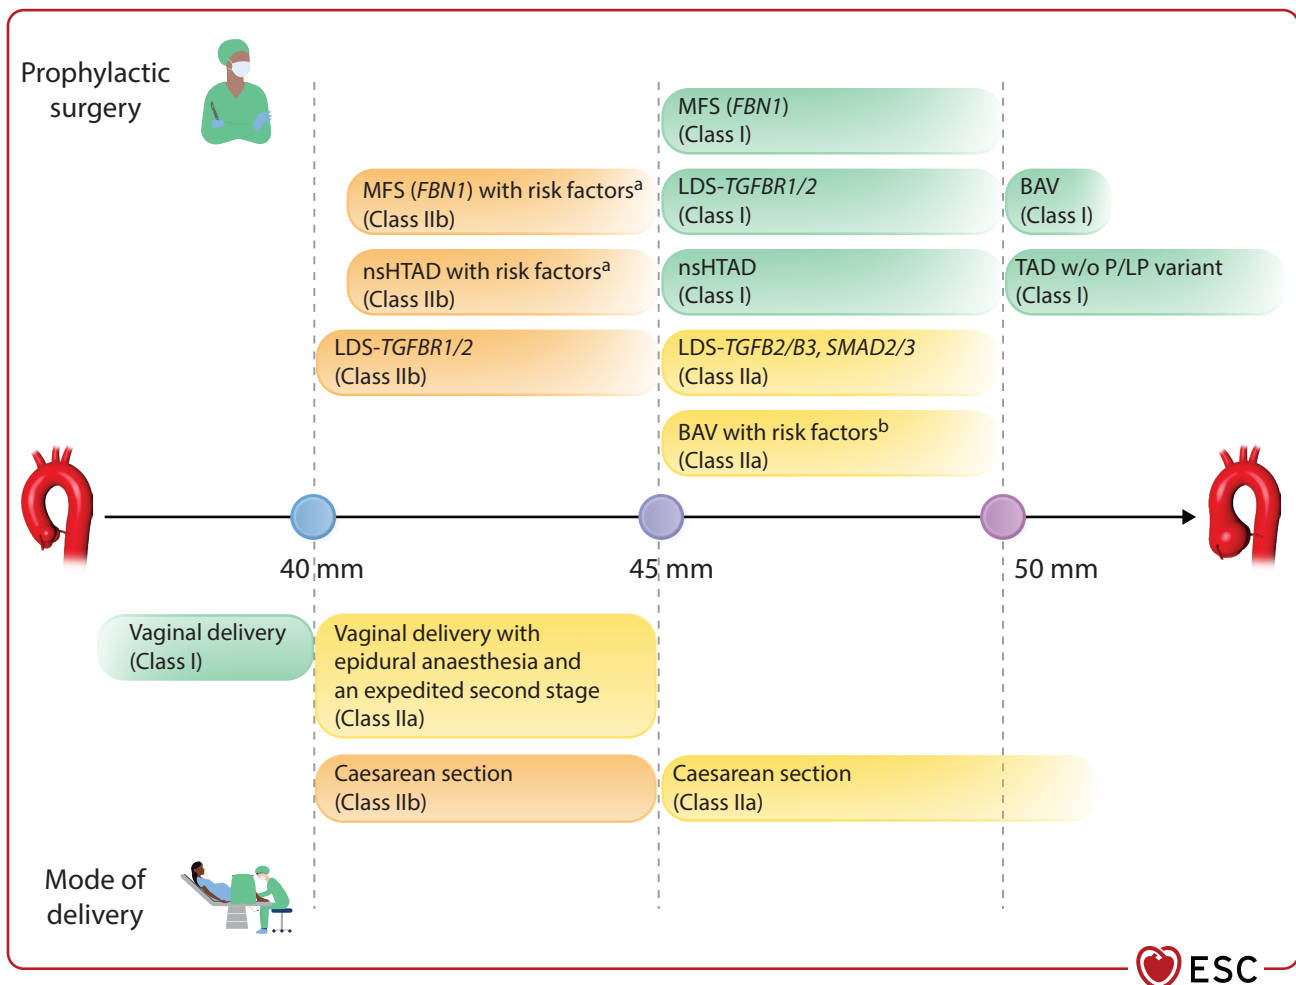 Prophylactic
surgery
MFS (FBN1)
(Class I)
MFS (FBN1) with risk factorsᵃ
(Class IIb)
LDS-TGFBR1/2
(Class I)
BAV
(Class I)
nsHTAD with risk factorsᵃ
(Class IIb)
nsHTAD
(Class I)
TAD w/o P/LP variant
(Class I)
LDS-TGFBR1/2
(Class IIb)
LDS-TGFB2/B3, SMAD2/3
(Class IIa)
BAV with risk factorsᵇ
(Class IIa)
40 mm
45 mm
50 mm
Vaginal delivery
(Class I)
Vaginal delivery with
epidural anaesthesia and
an expedited second stage
(Class IIa)
Caesarean section
(Class IIb)
Caesarean section
(Class IIa)
Mode of
delivery
ESC